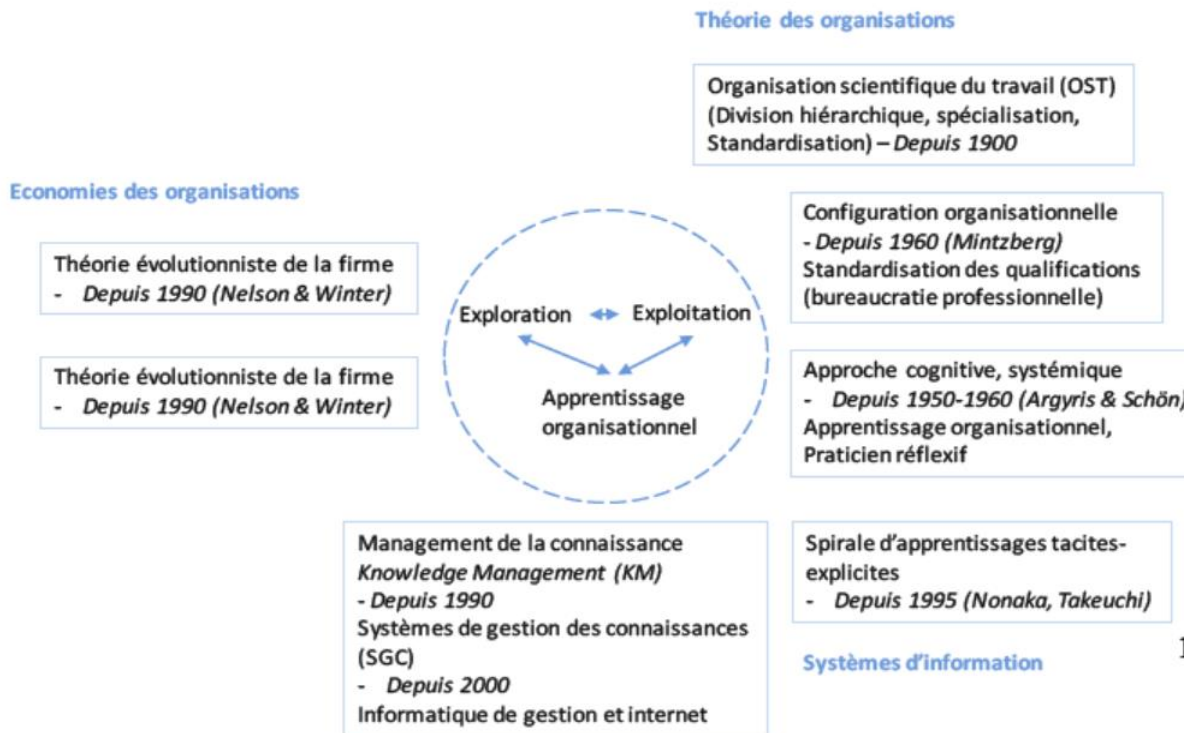 Théorie des organisations
Organisation scientifique du travail (OST)
(Division hiérarchique, spécialisation,
Standardisation) – Depuis 1900
Economies des organisations
Théorie évolutionniste de la firme
- Depuis 1990 (Nelson & Winter)
Théorie évolutionniste de la firme
- Depuis 1990 (Nelson & Winter)
Exploration
Exploitation
Apprentissage
organisationnel
Configuration organisationnelle
- Depuis 1960 (Mintzberg)
Standardisation des qualifications
(bureaucratie professionnelle)
Approche cognitive, systémique
- Depuis 1950-1960 (Argyris & Schön)
Apprentissage organisationnel,
Praticien réflexif
Management de la connaissance
Knowledge Management (KM)
- Depuis 1990
Systèmes de gestion des connaissances
(SGC)
- Depuis 2000
Informatique de gestion et internet
Spirale d'apprentissages tacites-
explicites
- Depuis 1995 (Nonaka, Takeuchi)
Systèmes d'information
1